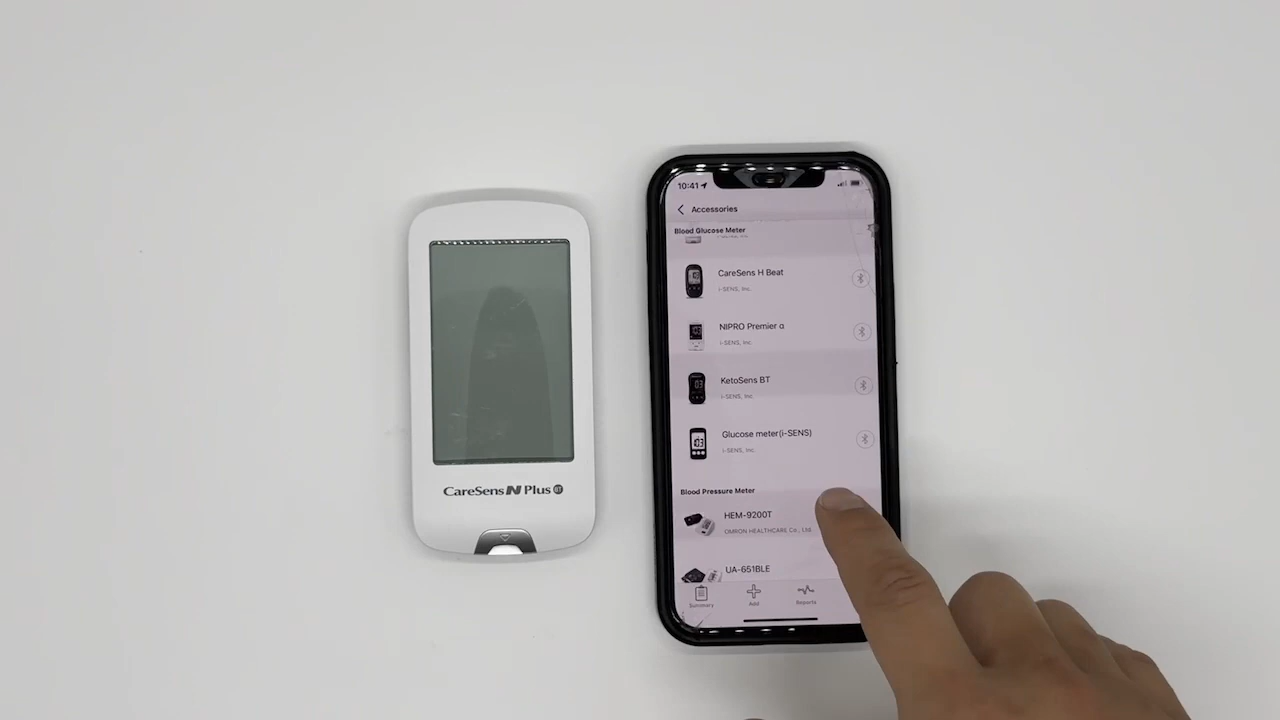 CareSens N Plus BT
10:41
Accessories
Blood Glucose Meter
CareSens H Beat
i-SENS, Inc.
NIPRO Premier α
i-SENS, Inc.
KetoSens BT
i-SENS, Inc.
Glucose meter(i-SENS)
i-SENS, Inc.
Blood Pressure Meter
HEM-9200T
OMRON HEALTHCARE Co., Ltd
UA-651BLE
Summary
Add
Reports